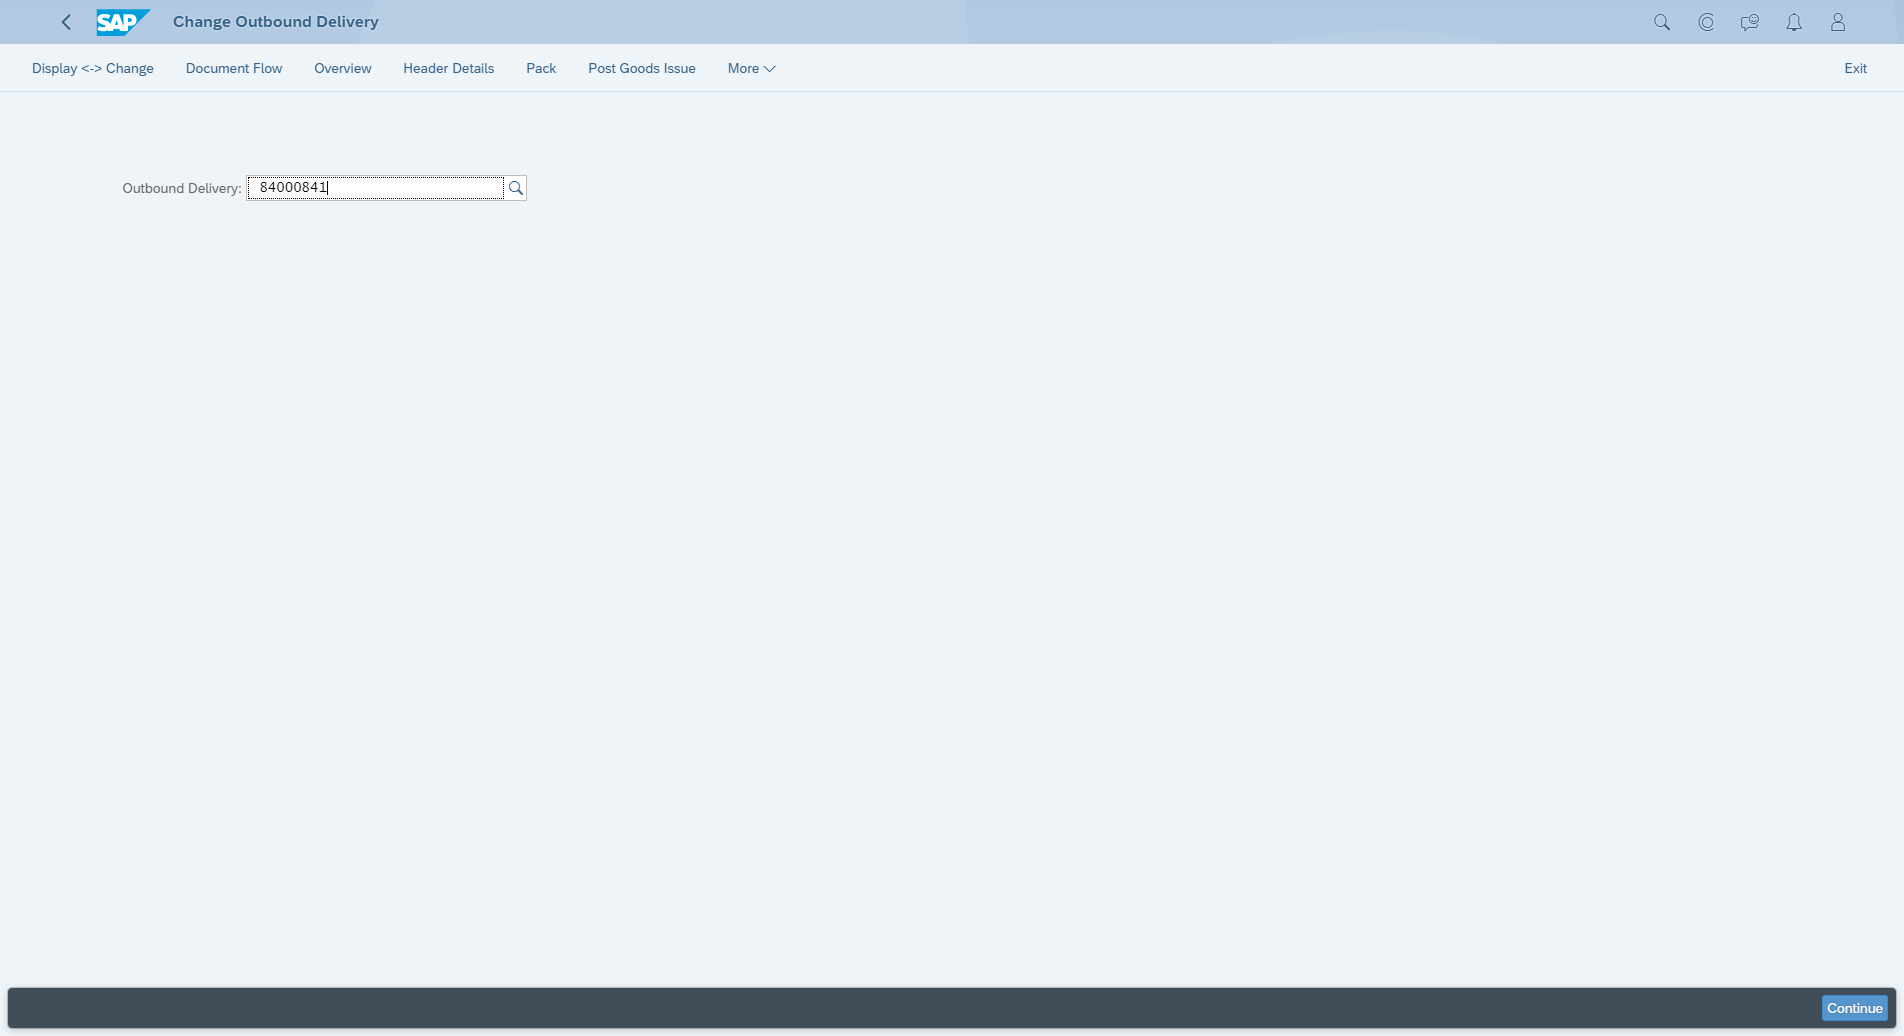 SAP Change Outbound Delivery
Display <-> Change Document Flow Overview Header Details Pack Post Goods Issue More Exit
Outbound Delivery: 84000841
Continue